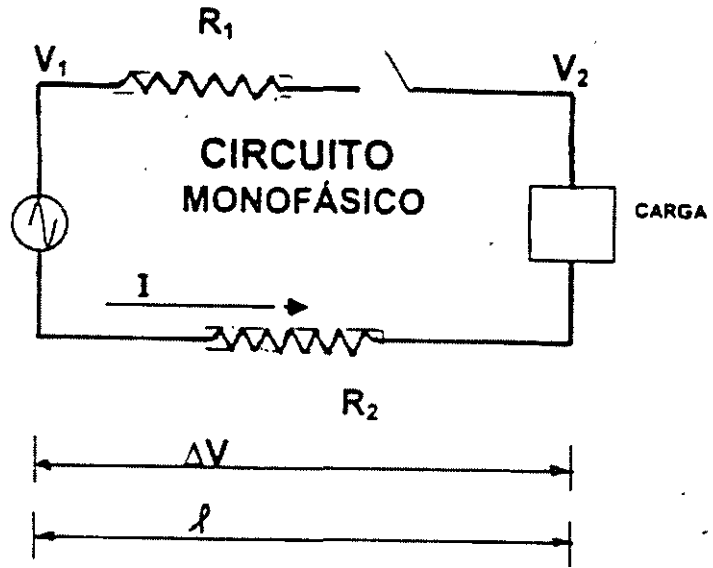 R₁
V₁
V₂
CIRCUITO
MONOFÁSICO
CARGA
I
R₂
ΔV
ℓ